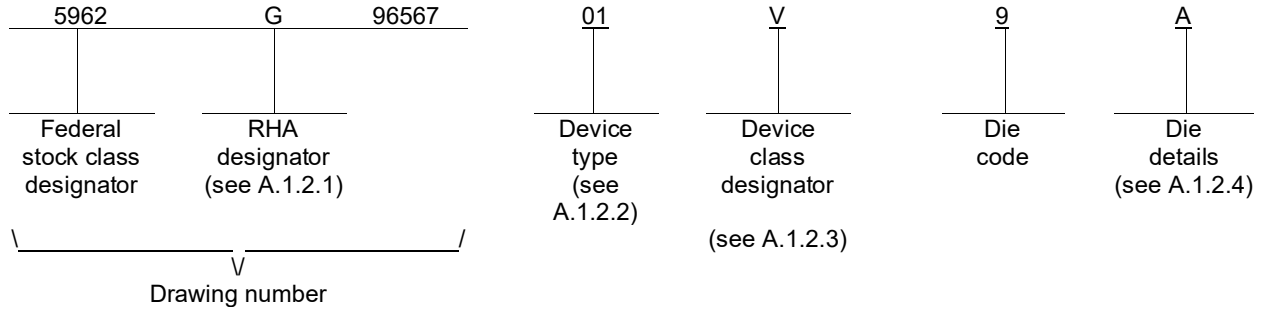 5962 G 96567 01 V 9 A
Federal
stock class
designator
RHA
designator
(see A.1.2.1)
Device
type
(see
A.1.2.2)
Device
class
designator
(see A.1.2.3)
Die
code
Die
details
(see A.1.2.4)
Drawing number